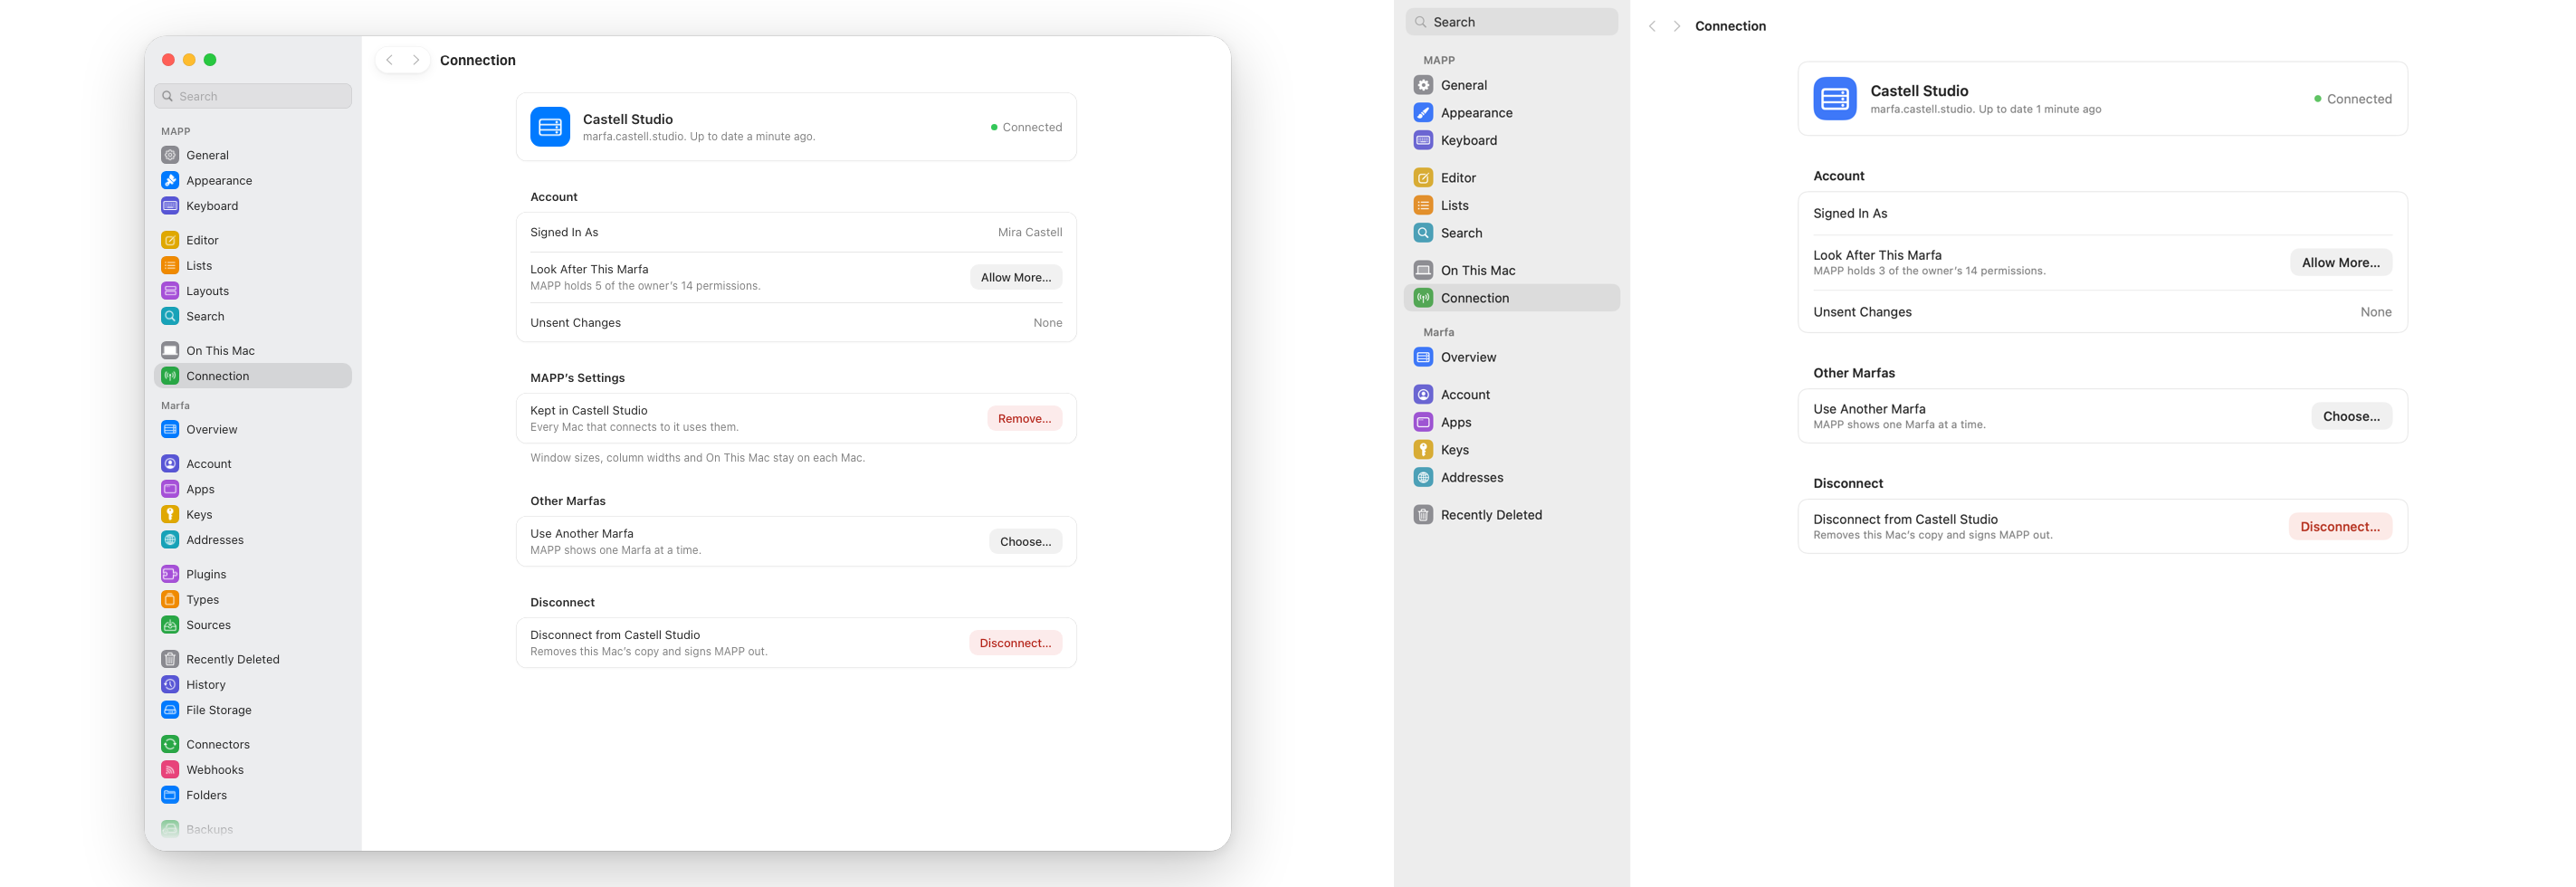 Search
MAPP
General
Appearance
Keyboard
Editor
Lists
Layouts
Search
On This Mac
Connection
Marfa
Overview
Account
Apps
Keys
Addresses
Plugins
Types
Sources
Recently Deleted
History
File Storage
Connectors
Webhooks
Folders
Backups
Connection
Castell Studio
marfa.castell.studio. Up to date a minute ago.
Connected
Account
Signed In As
Mira Castell
Look After This Marfa
MAPP holds 5 of the owner’s 14 permissions.
Allow More…
Unsent Changes
None
MAPP’s Settings
Kept in Castell Studio
Every Mac that connects to it uses them.
Remove…
Window sizes, column widths and On This Mac stay on each Mac.
Other Marfas
Use Another Marfa
MAPP shows one Marfa at a time.
Choose…
Disconnect
Disconnect from Castell Studio
Removes this Mac’s copy and signs MAPP out.
Disconnect…
Search
MAPP
General
Appearance
Keyboard
Editor
Lists
Search
On This Mac
Connection
Marfa
Overview
Account
Apps
Keys
Addresses
Recently Deleted
Connection
Castell Studio
marfa.castell.studio. Up to date 1 minute ago
Connected
Account
Signed In As
Look After This Marfa
MAPP holds 3 of the owner’s 14 permissions.
Allow More…
Unsent Changes
None
Other Marfas
Use Another Marfa
MAPP shows one Marfa at a time.
Choose…
Disconnect
Disconnect from Castell Studio
Removes this Mac’s copy and signs MAPP out.
Disconnect…